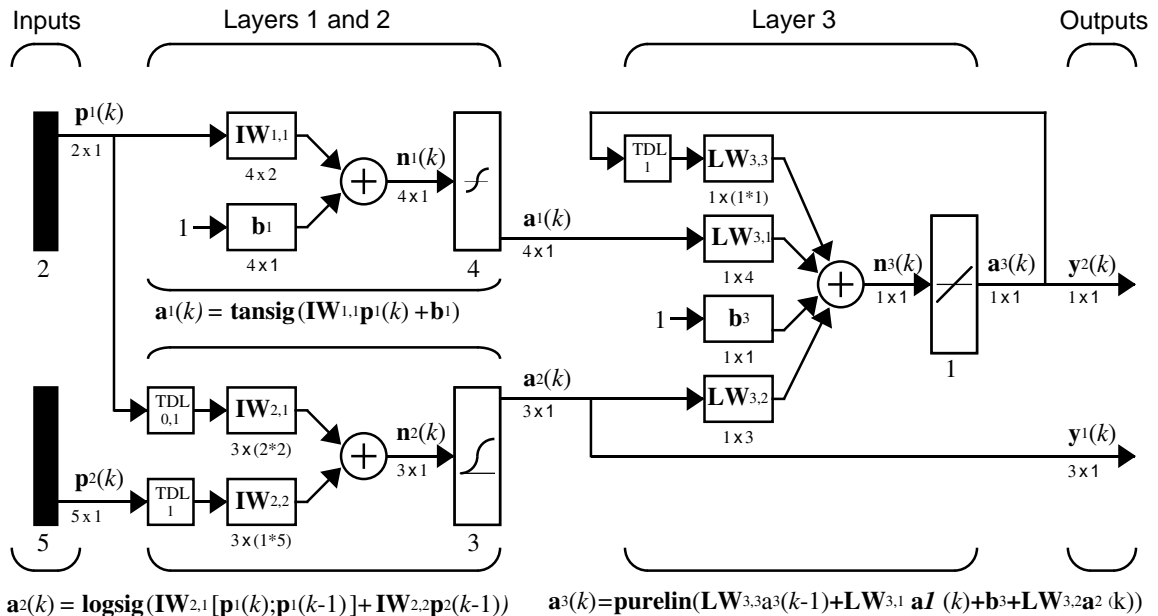 Inputs
Layers 1 and 2
Layer 3
Outputs
p1(k)
2 x 1
2
IW1,1
4 x 2
1
b1
4 x 1
n1(k)
4 x 1
4
a1(k) = tansig(IW1,1p1(k) +b1)
a1(k)
4 x 1
TDL
1
LW3,3
1 x (1*1)
LW3,1
1 x 4
1
b3
1 x 1
LW3,2
1 x 3
n3(k)
1 x 1
1
a3(k)
1 x 1
y2(k)
1 x 1
p2(k)
5 x 1
5
TDL
0,1
IW2,1
3 x (2*2)
TDL
1
IW2,2
3 x (1*5)
n2(k)
3 x 1
3
a2(k)
3 x 1
y1(k)
3 x 1
a2(k) = logsig(IW2,1[p1(k);p1(k-1)]+ IW2,2p2(k-1))
a3(k)=purelin(LW3,3a3(k-1)+LW3,1 a1 (k)+b3+LW3,2a2 (k))